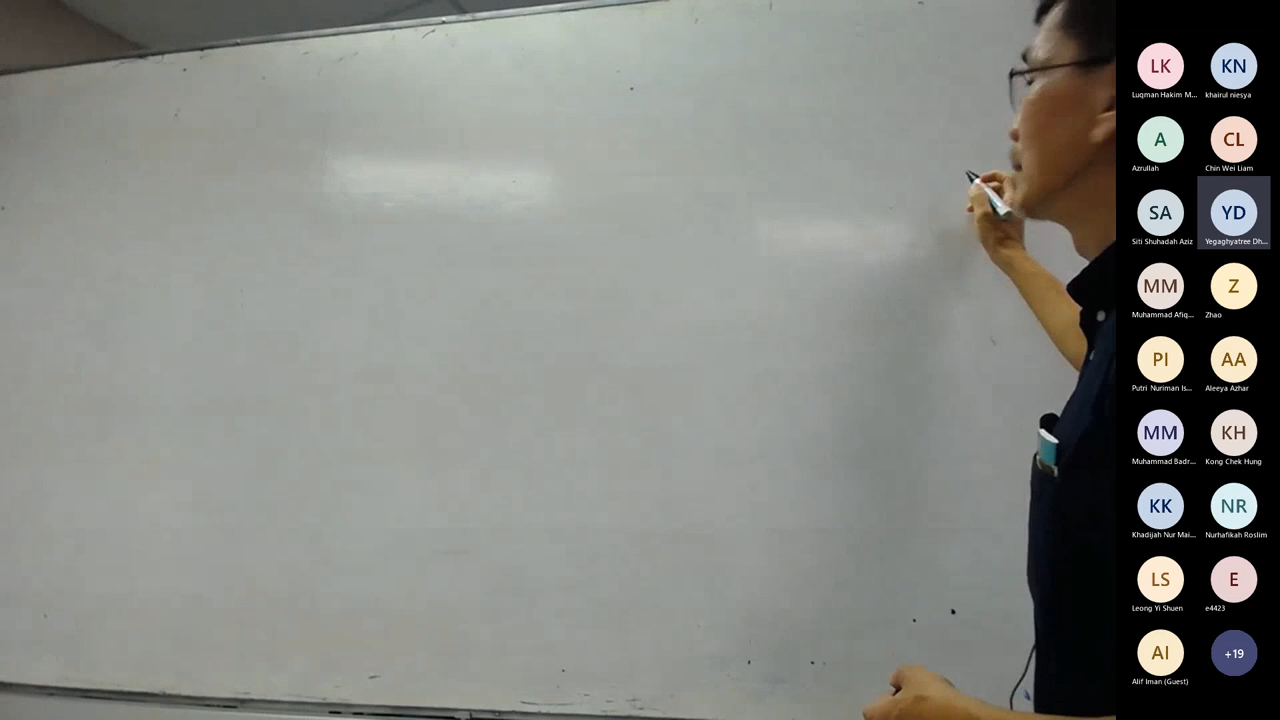 LK KN
Luqman Hakim M... khairul niesya
A CL
Azrullah Chin Wei Liam
SA YD
Siti Shuhadah Aziz Yegaghyatree Dh...
MM Z
Muhammad Afiq... Zhao
PI AA
Putri Nuriman Is... Aleeya Azhar
MM KH
Muhammad Badr... Kong Chek Hung
KK NR
Khadijah Nur Mai... Nurhafikah Roslim
LS E
Leong Yi Shuen e4423
AI +19
Alif Iman (Guest)